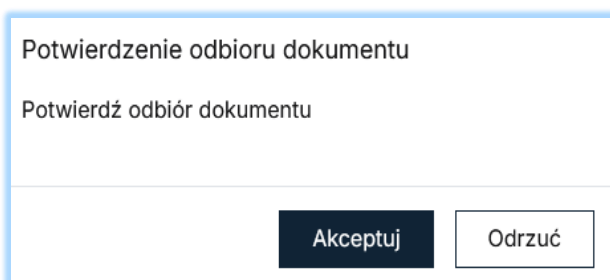 Potwierdzenie odbioru dokumentu
Potwierdź odbiór dokumentu
Akceptuj Odrzuć